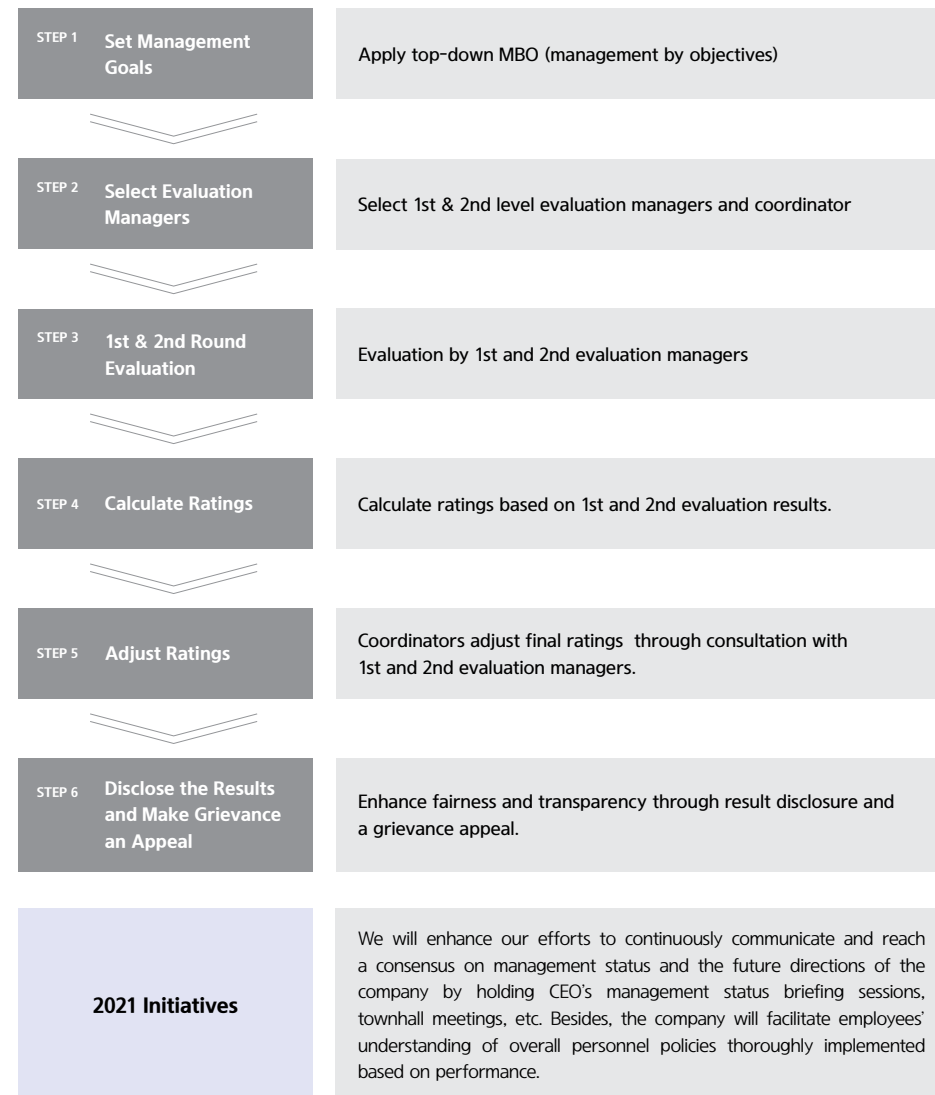 STEP 1 Set Management
Goals
Apply top-down MBO (management by objectives)
STEP 2 Select Evaluation
Managers
Select 1st & 2nd level evaluation managers and coordinator
STEP 3 1st & 2nd Round
Evaluation
Evaluation by 1st and 2nd evaluation managers
STEP 4 Calculate Ratings
Calculate ratings based on 1st and 2nd evaluation results.
STEP 5 Adjust Ratings
Coordinators adjust final ratings through consultation with
1st and 2nd evaluation managers.
STEP 6 Disclose the Results
and Make Grievance
an Appeal
Enhance fairness and transparency through result disclosure and
a grievance appeal.
2021 Initiatives
We will enhance our efforts to continuously communicate and reach
a consensus on management status and the future directions of the
company by holding CEO's management status briefing sessions,
townhall meetings, etc. Besides, the company will facilitate employees'
understanding of overall personnel policies thoroughly implemented
based on performance.